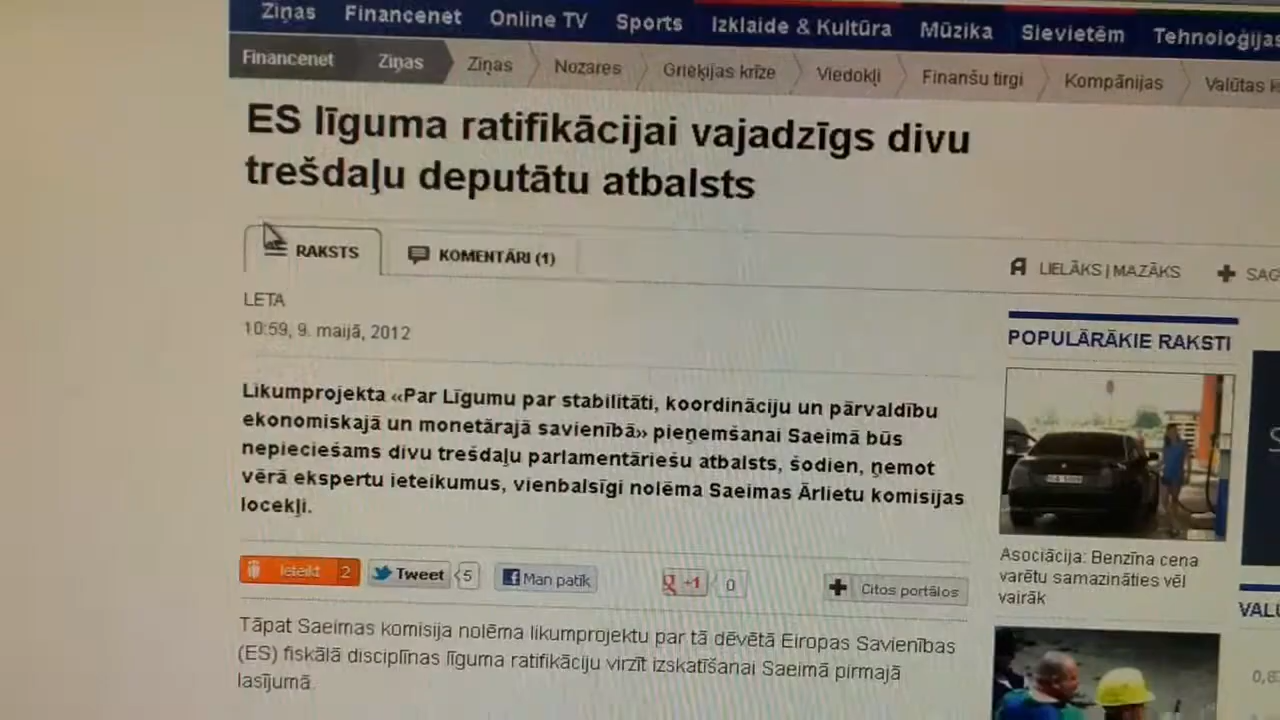 Ziņas Financenet Online TV Sports Izklaide & Kultūra Mūzika Sievietēm Tehnoloģijas
Financenet Ziņas Ziņas Nozares Grieķijas krīze Viedokļi Finanšu tirgi Kompānijas Valūtas
ES līguma ratifikācijai vajadzīgs divu
trešdaļu deputātu atbalsts
RAKSTS KOMENTĀRI (1)
LIELĀKS | MAZĀKS
LETA
10:59, 9. maijā, 2012
Likumprojekta «Par Līgumu par stabilitāti, koordināciju un pārvaldību
ekonomiskajā un monetārajā savienībā» pieņemšanai Saeimā būs
nepieciešams divu trešdaļu parlamentāriešu atbalsts, šodien, ņemot
vērā ekspertu ieteikumus, vienbalsīgi nolēma Saeimas Ārlietu komisijas
locekļi.
Ieteikt 2 Tweet 5 Man patīk +1 0 Citos portālos
Tāpat Saeimas komisija nolēma likumprojektu par tā dēvētā Eiropas Savienības
(ES) fiskālā disciplīnas līguma ratifikāciju virzīt izskatīšanai Saeimā pirmajā
lasījumā.
POPULĀRĀKIE RAKSTI
Asociācija: Benzīna cena
varētu samazināties vēl
vairāk